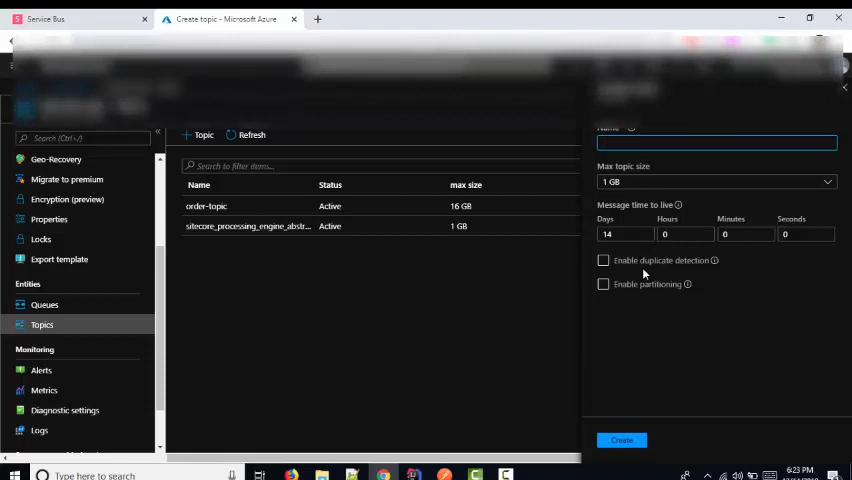 Service Bus
Create topic - Microsoft Azure
Search (Ctrl+/)
Geo-Recovery
Migrate to premium
Encryption (preview)
Properties
Locks
Export template
Entities
Queues
Topics
Monitoring
Alerts
Metrics
Diagnostic settings
Logs
Topic
Refresh
Search to filter items...
Name Status max size
order-topic Active 16 GB
sitecore_processing_engine_abstr... Active 1 GB
Name
Max topic size
1 GB
Message time to live
Days Hours Minutes Seconds
14 0 0 0
Enable duplicate detection
Enable partitioning
Create
Type here to search
6:23 PM